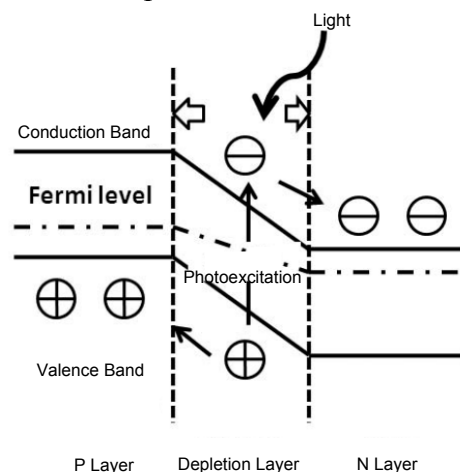 Light
Conduction Band
Fermi level
Photoexcitation
Valence Band
P Layer Depletion Layer N Layer